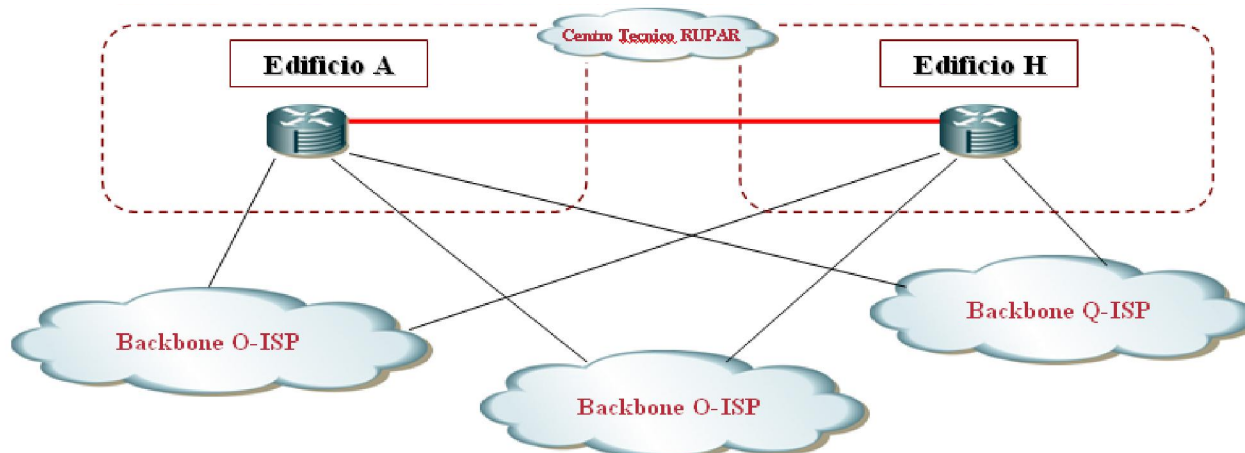 Centro Tecnico RUPAR
Edificio A
Edificio H
Backbone Q-ISP
Backbone O-ISP
Backbone O-ISP